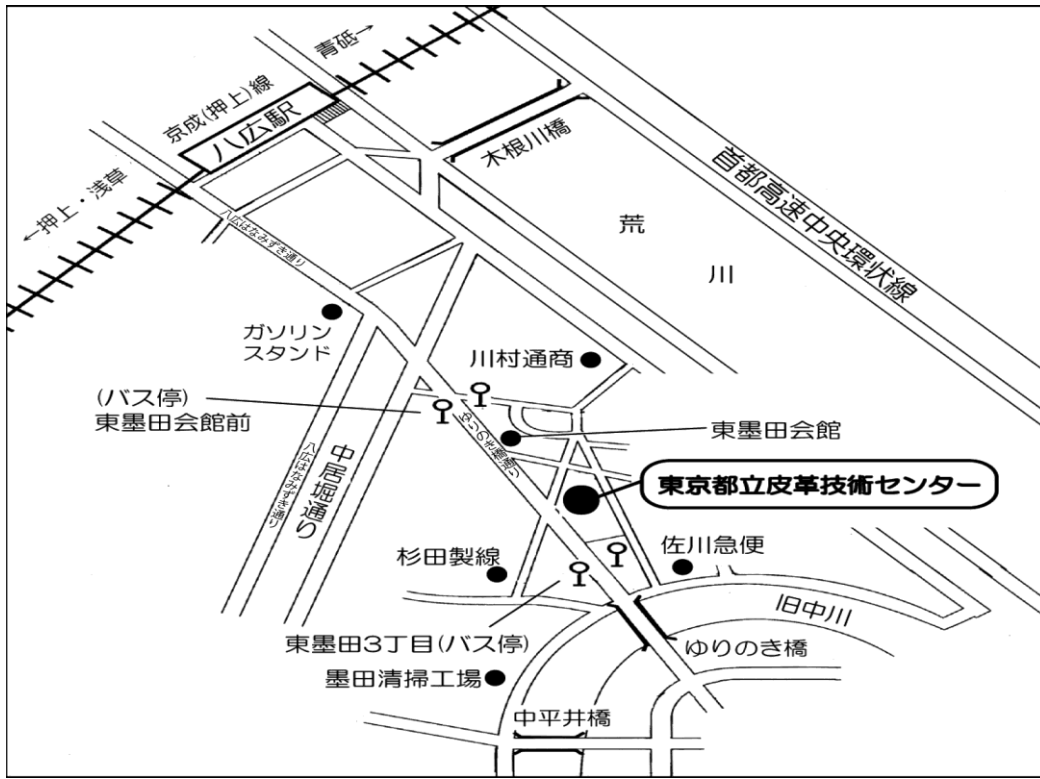 青砥→
京成(押上)線
八広駅
←押上・浅草
木根川橋
首都高速中央環状線
荒川
八広はなみずき通り
ガソリン
スタンド
川村通商
(バス停)
東墨田会館前
東墨田会館
ゆりのき橋通り
中居堀通り
八広はなみずき通り
東京都立皮革技術センター
杉田製線
佐川急便
旧中川
東墨田3丁目(バス停)
ゆりのき橋
墨田清掃工場
中平井橋